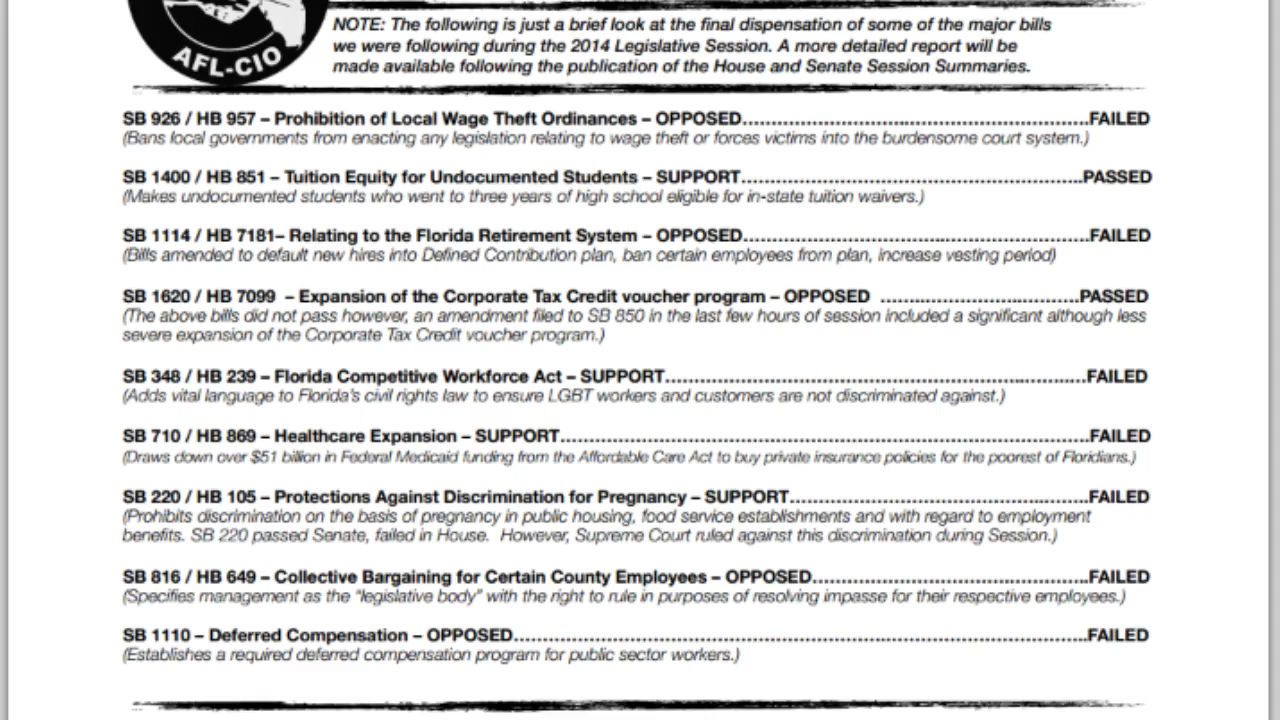 AFL-CIO
NOTE: The following is just a brief look at the final dispensation of some of the major bills
we were following during the 2014 Legislative Session. A more detailed report will be
made available following the publication of the House and Senate Session Summaries.
SB 926 / HB 957 – Prohibition of Local Wage Theft Ordinances – OPPOSED..........................................................FAILED
(Bans local governments from enacting any legislation relating to wage theft or forces victims into the burdensome court system.)
SB 1400 / HB 851 – Tuition Equity for Undocumented Students – SUPPORT..........................................................PASSED
(Makes undocumented students who went to three years of high school eligible for in-state tuition waivers.)
SB 1114 / HB 7181– Relating to the Florida Retirement System – OPPOSED..........................................................FAILED
(Bills amended to default new hires into Defined Contribution plan, ban certain employees from plan, increase vesting period)
SB 1620 / HB 7099  – Expansion of the Corporate Tax Credit voucher program – OPPOSED  .................................PASSED
(The above bills did not pass however, an amendment filed to SB 850 in the last few hours of session included a significant although less
severe expansion of the Corporate Tax Credit voucher program.)
SB 348 / HB 239 – Florida Competitive Workforce Act – SUPPORT......................................................................FAILED
(Adds vital language to Florida's civil rights law to ensure LGBT workers and customers are not discriminated against.)
SB 710 / HB 869 – Healthcare Expansion – SUPPORT..........................................................................................FAILED
(Draws down over $51 billion in Federal Medicaid funding from the Affordable Care Act to buy private insurance policies for the poorest of Floridians.)
SB 220 / HB 105 – Protections Against Discrimination for Pregnancy – SUPPORT..................................................FAILED
(Prohibits discrimination on the basis of pregnancy in public housing, food service establishments and with regard to employment
benefits. SB 220 passed Senate, failed in House.  However, Supreme Court ruled against this discrimination during Session.)
SB 816 / HB 649 – Collective Bargaining for Certain County Employees – OPPOSED..............................................FAILED
(Specifies management as the "legislative body" with the right to rule in purposes of resolving impasse for their respective employees.)
SB 1110 – Deferred Compensation – OPPOSED..................................................................................................FAILED
(Establishes a required deferred compensation program for public sector workers.)